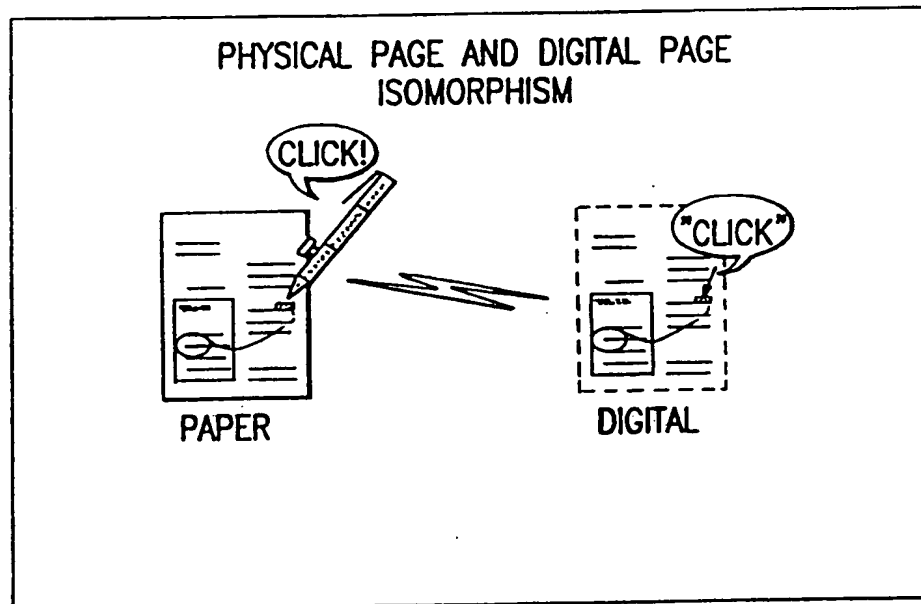 PHYSICAL PAGE AND DIGITAL PAGE
ISOMORPHISM
CLICK!
"CLICK"
PAPER
DIGITAL